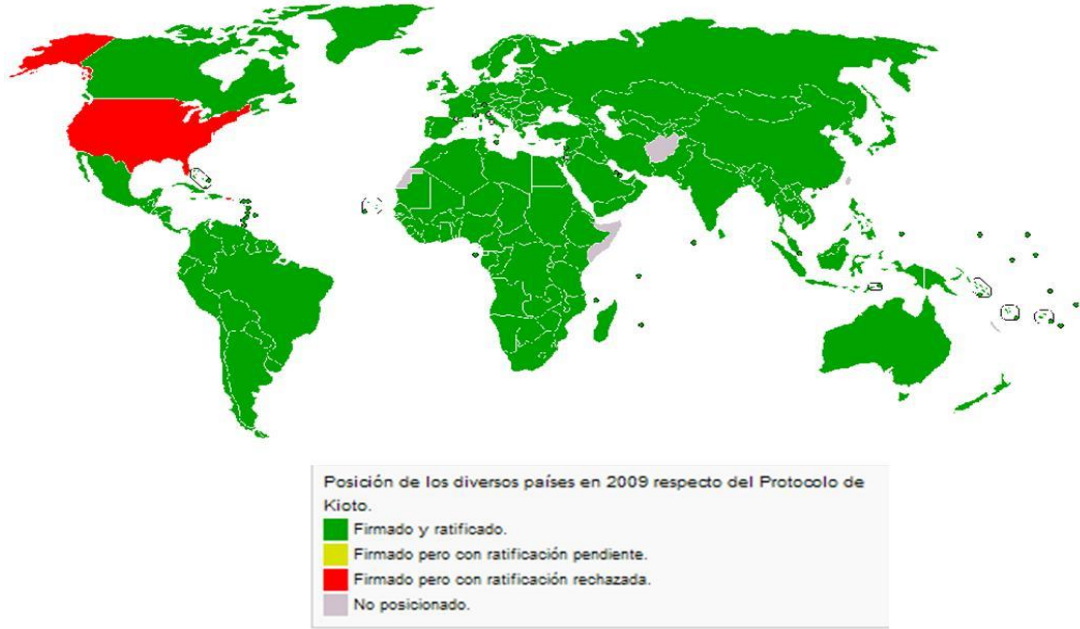 Posición de los diversos países en 2009 respecto del Protocolo de
Kioto.
Firmado y ratificado.
Firmado pero con ratificación pendiente.
Firmado pero con ratificación rechazada.
No posicionado.